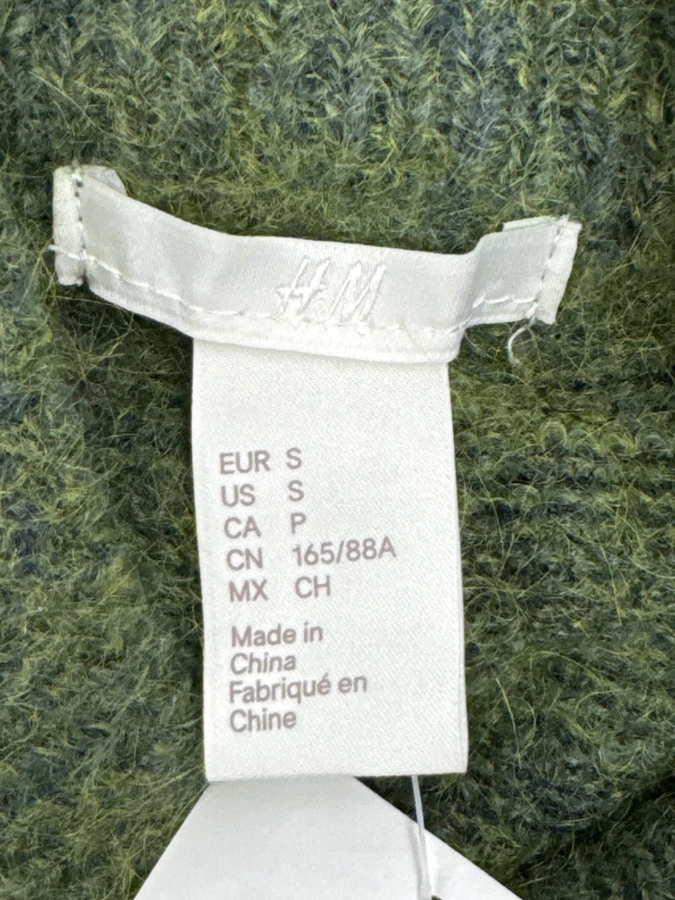 H&M
EUR S
US S
CA P
CN 165/88A
MX CH
Made in
China
Fabriqué en
Chine